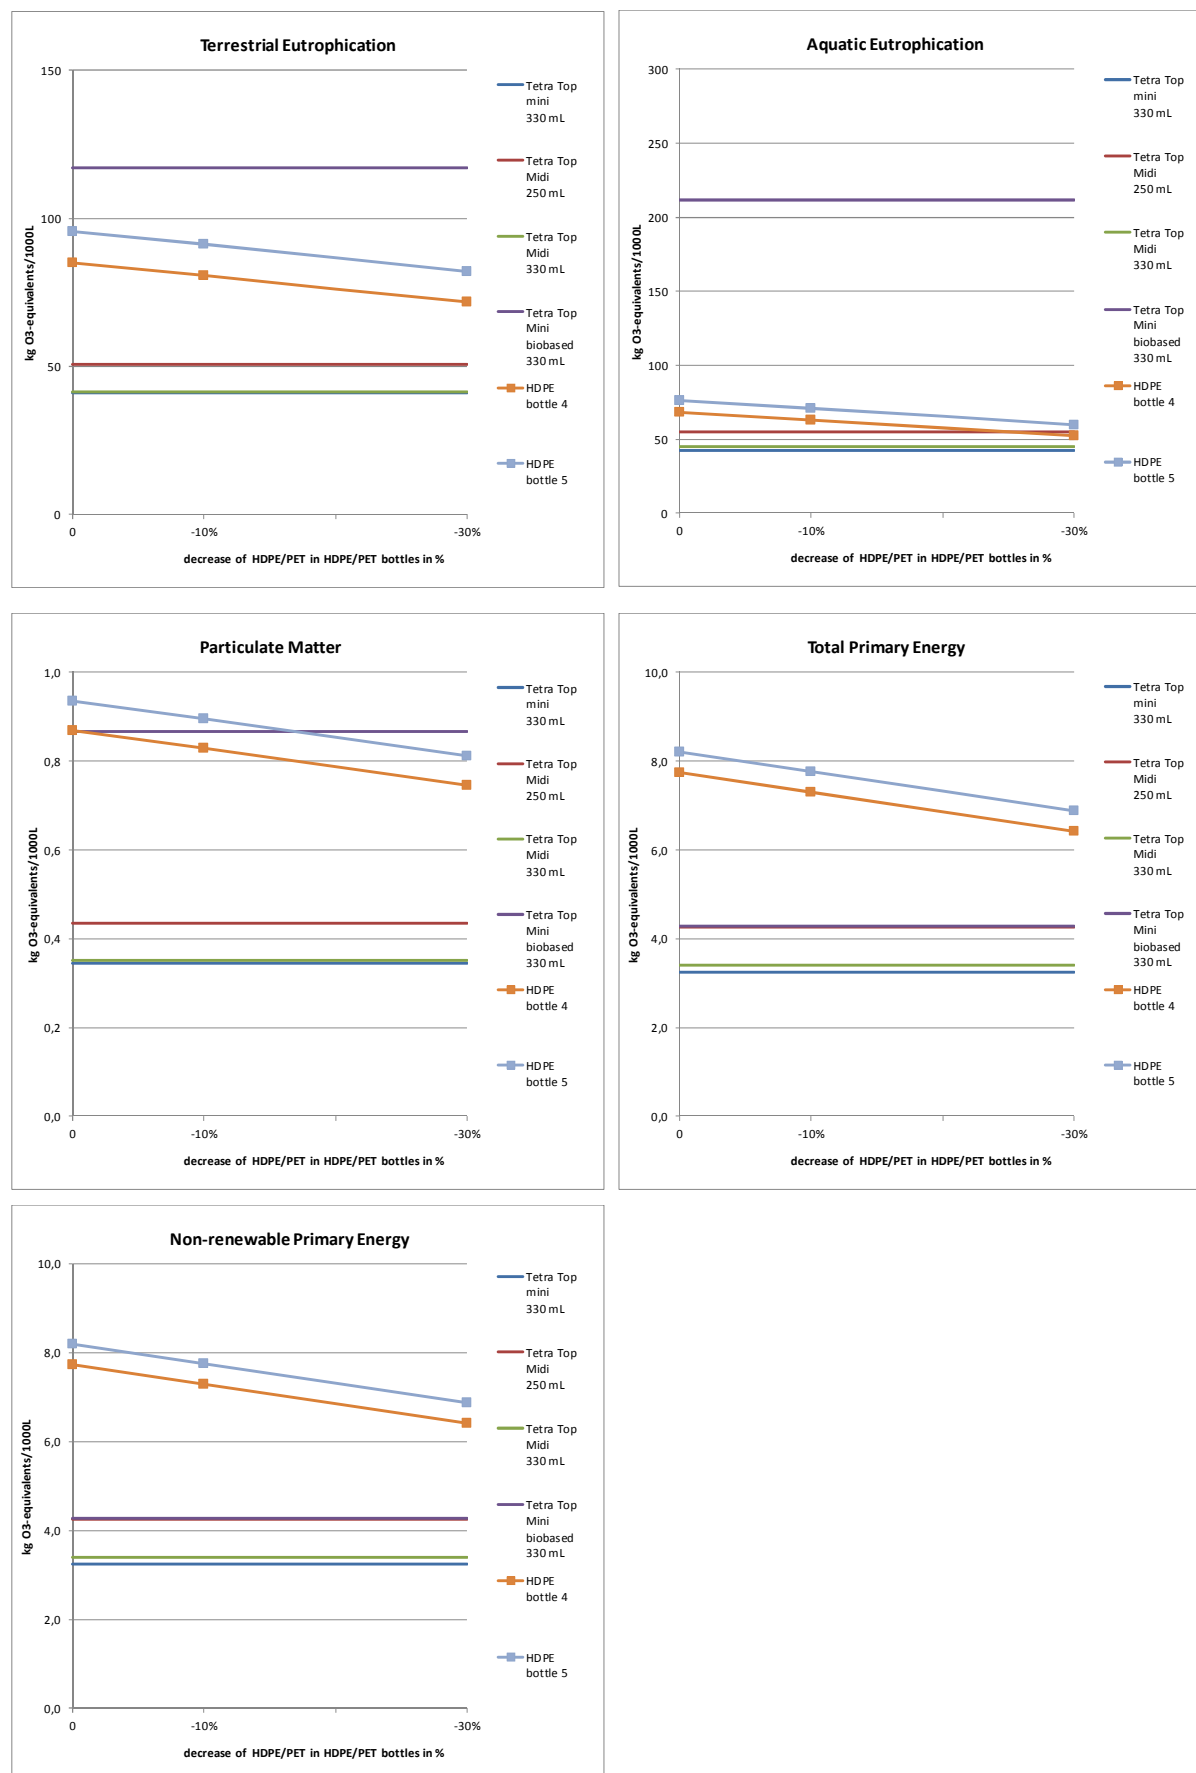 Terrestrial Eutrophication
kg O3-equivalents/1000L
150
100
50
0
0
-10%
-30%
decrease of HDPE/PET in HDPE/PET bottles in %
Tetra Top
mini
330 mL
Tetra Top
Midi
250 mL
Tetra Top
Midi
330 mL
Tetra Top
Mini
biobased
330 mL
HDPE
bottle 4
HDPE
bottle 5
Aquatic Eutrophication
kg O3-equivalents/1000L
300
250
200
150
100
50
0
0
-10%
-30%
decrease of HDPE/PET in HDPE/PET bottles in %
Tetra Top
mini
330 mL
Tetra Top
Midi
250 mL
Tetra Top
Midi
330 mL
Tetra Top
Mini
biobased
330 mL
HDPE
bottle 4
HDPE
bottle 5
Particulate Matter
kg O3-equivalents/1000L
1,0
0,8
0,6
0,4
0,2
0,0
0
-10%
-30%
decrease of HDPE/PET in HDPE/PET bottles in %
Tetra Top
mini
330 mL
Tetra Top
Midi
250 mL
Tetra Top
Midi
330 mL
Tetra Top
Mini
biobased
330 mL
HDPE
bottle 4
HDPE
bottle 5
Total Primary Energy
kg O3-equivalents/1000L
10,0
8,0
6,0
4,0
2,0
0,0
0
-10%
-30%
decrease of HDPE/PET in HDPE/PET bottles in %
Tetra Top
mini
330 mL
Tetra Top
Midi
250 mL
Tetra Top
Midi
330 mL
Tetra Top
Mini
biobased
330 mL
HDPE
bottle 4
HDPE
bottle 5
Non-renewable Primary Energy
kg O3-equivalents/1000L
10,0
8,0
6,0
4,0
2,0
0,0
0
-10%
-30%
decrease of HDPE/PET in HDPE/PET bottles in %
Tetra Top
mini
330 mL
Tetra Top
Midi
250 mL
Tetra Top
Midi
330 mL
Tetra Top
Mini
biobased
330 mL
HDPE
bottle 4
HDPE
bottle 5